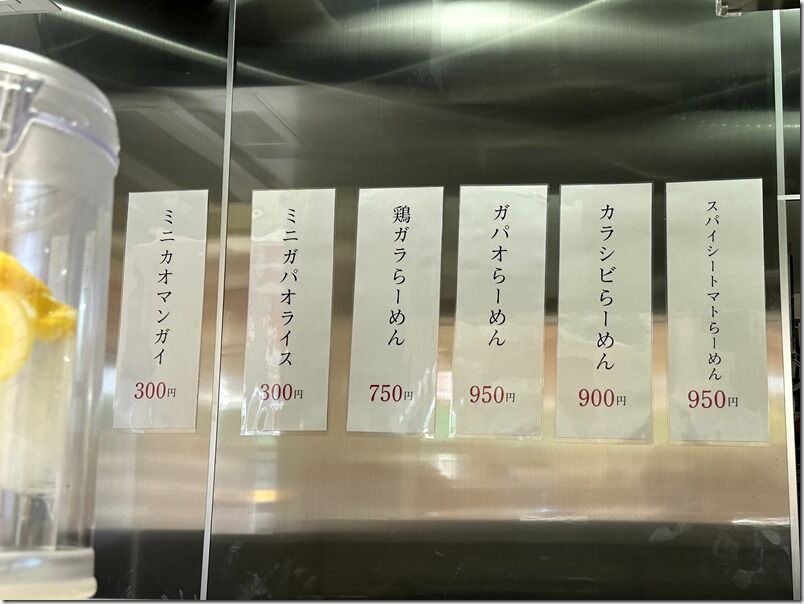 スパイシートマトらーめん
950円
カラシビらーめん
900円
ガパオらーめん
950円
鶏ガラらーめん
750円
ミニガパオライス
300円
ミニカオマンガイ
300円